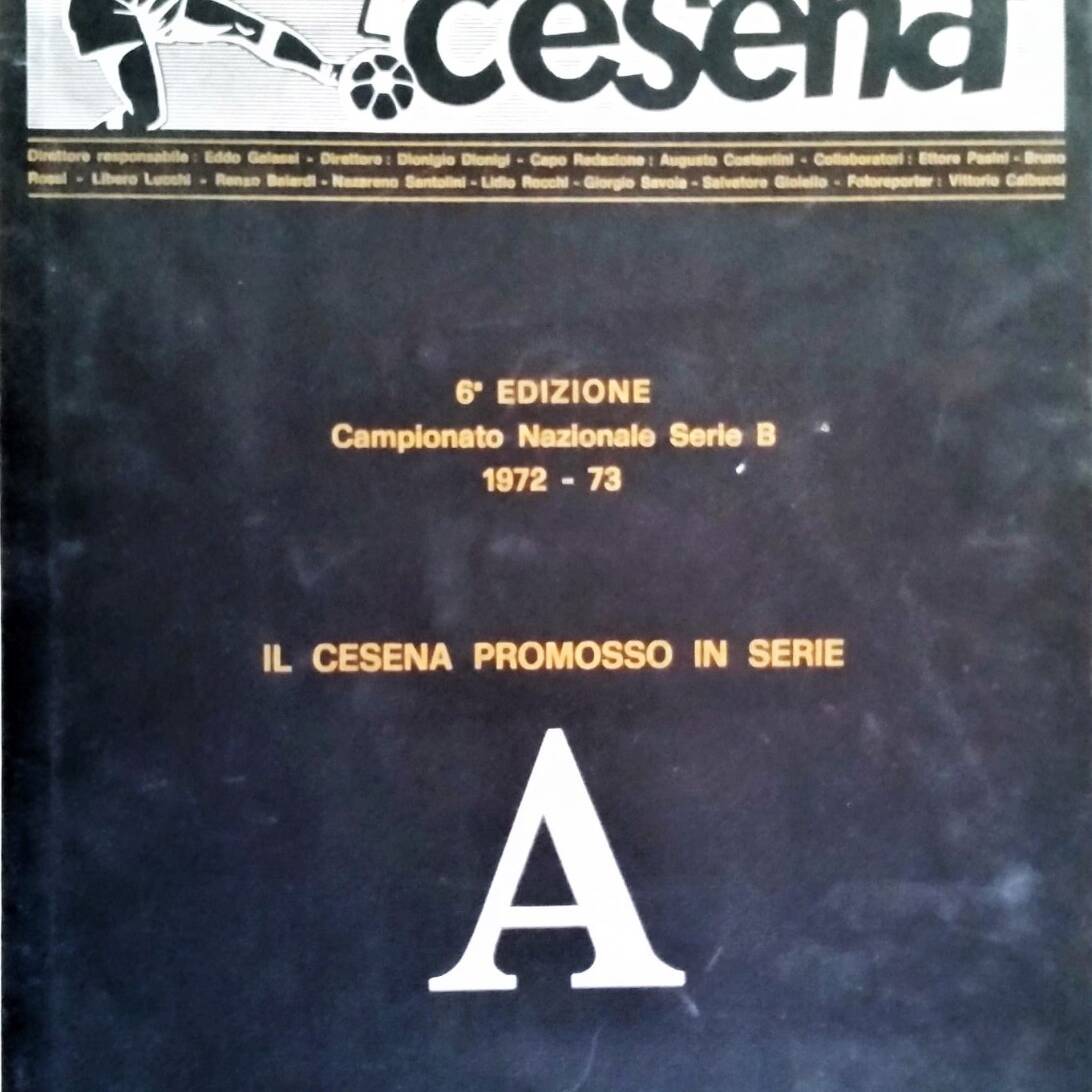 cesena
Direttore responsabile : Eddo Galassi - Direttore : Dionigio Dionigi - Capo Redazione : Augusto Costantini - Collaboratori : Ettore Pasini - Bruno
Rossi - Libero Lucchi - Renzo Belardi - Nazareno Santolini - Lidio Rocchi - Giorgio Savoia - Salvatore Gioiello - Fotoreporter : Vittorio Calbucci
6ª EDIZIONE
Campionato Nazionale Serie B
1972 - 73
IL CESENA PROMOSSO IN SERIE
A